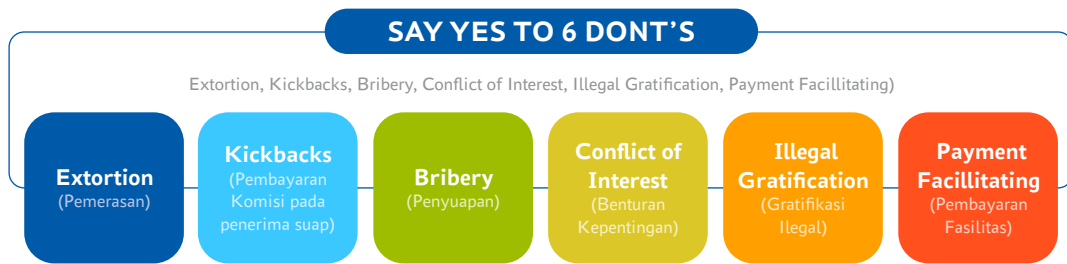 SAY YES TO 6 DONT'S
Extortion, Kickbacks, Bribery, Conflict of Interest, Illegal Gratification, Payment Facillitating)
Extortion
(Pemerasan)
Kickbacks
(Pembayaran
Komisi pada
penerima suap)
Bribery
(Penyuapan)
Conflict of
Interest
(Benturan
Kepentingan)
Illegal
Gratification
(Gratifikasi
Ilegal)
Payment
Facillitating
(Pembayaran
Fasilitas)